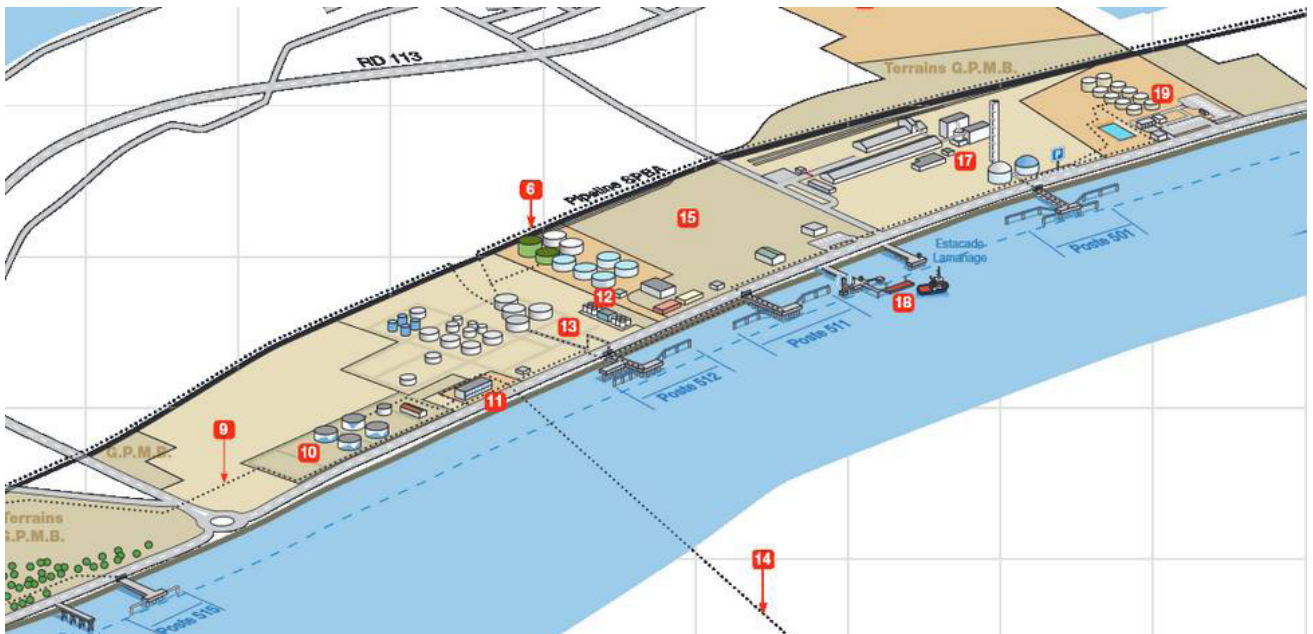 RD 113
Terrains G.P.M.B.
19
17
6
Pipeline SPBA
15
Estacade
Lamanage
Poste 501
12
18
13
Poste 511
Poste 512
11
9
10
G.P.M.B.
Terrains
G.P.M.B.
14
Poste 515
P